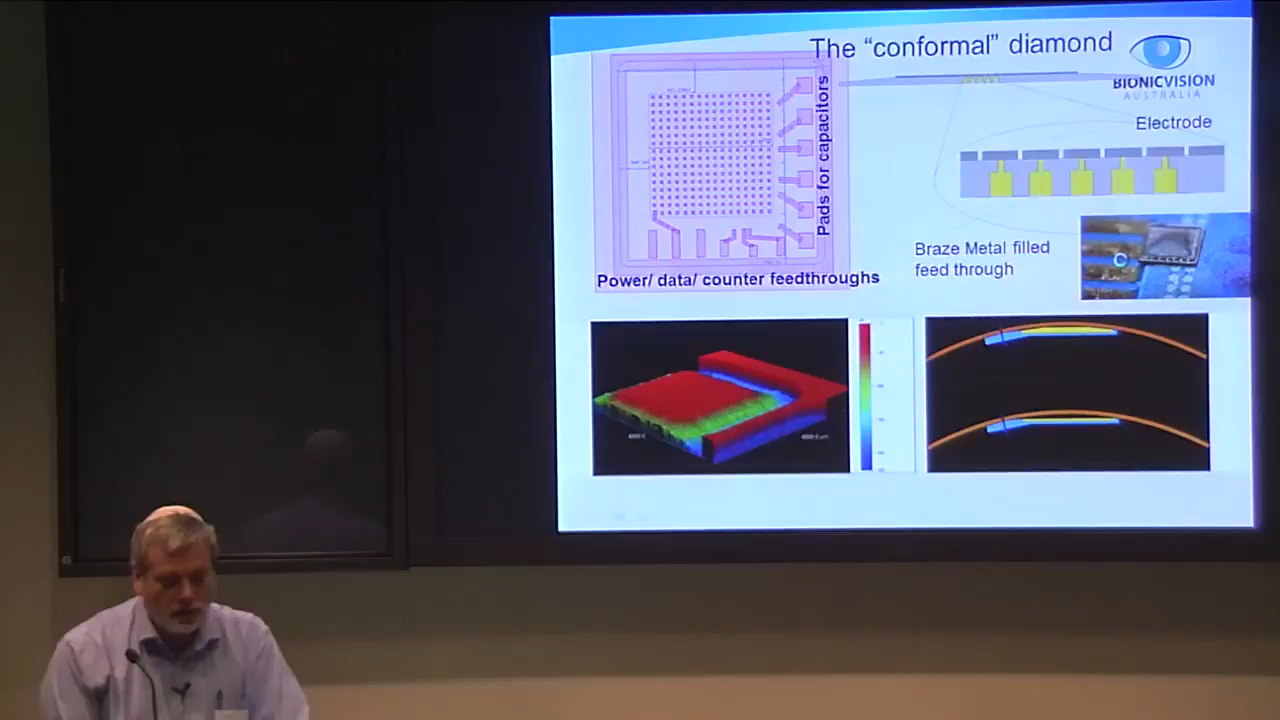 The “conformal” diamond
BIONICVISION
AUSTRALIA
Pads for capacitors
Electrode
Braze Metal filled
feed through
C
Power/ data/ counter feedthroughs